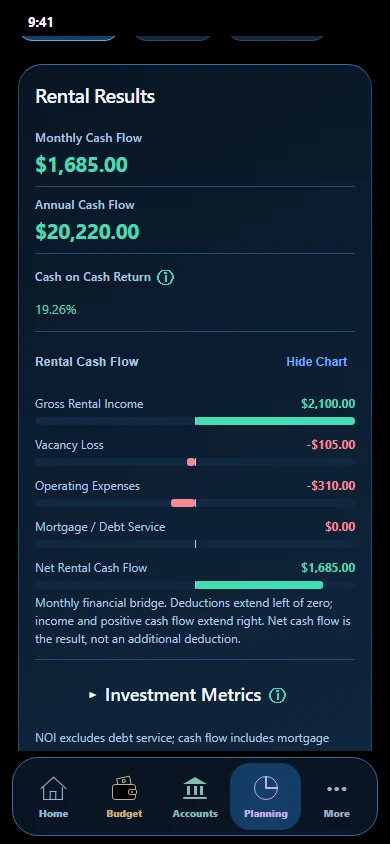 9:41
Rental Results
Monthly Cash Flow
$1,685.00
Annual Cash Flow
$20,220.00
Cash on Cash Return
19.26%
Rental Cash Flow Hide Chart
Gross Rental Income $2,100.00
Vacancy Loss -$105.00
Operating Expenses -$310.00
Mortgage / Debt Service $0.00
Net Rental Cash Flow $1,685.00
Monthly financial bridge. Deductions extend left of zero;
income and positive cash flow extend right. Net cash flow is
the result, not an additional deduction.
Investment Metrics
NOI excludes debt service; cash flow includes mortgage
Home Budget Accounts Planning More